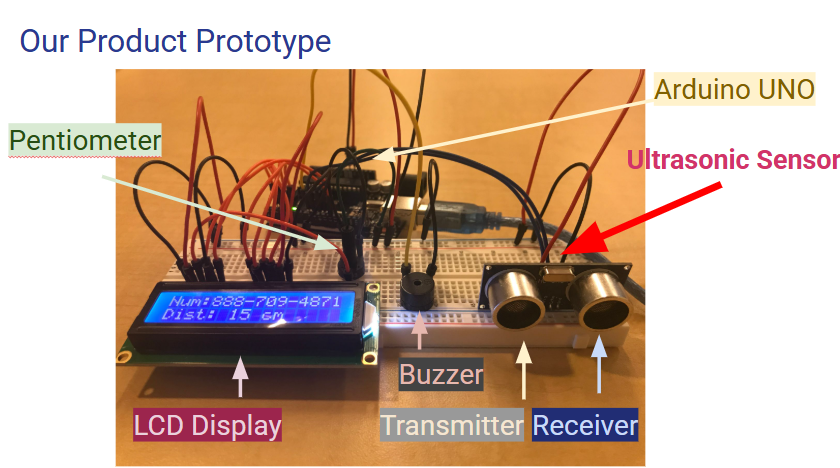 Our Product Prototype
Arduino UNO
Pentiometer
Ultrasonic Sensor
Num:888-709-4871
Dist: 15 cm
Buzzer
LCD Display
Transmitter
Receiver